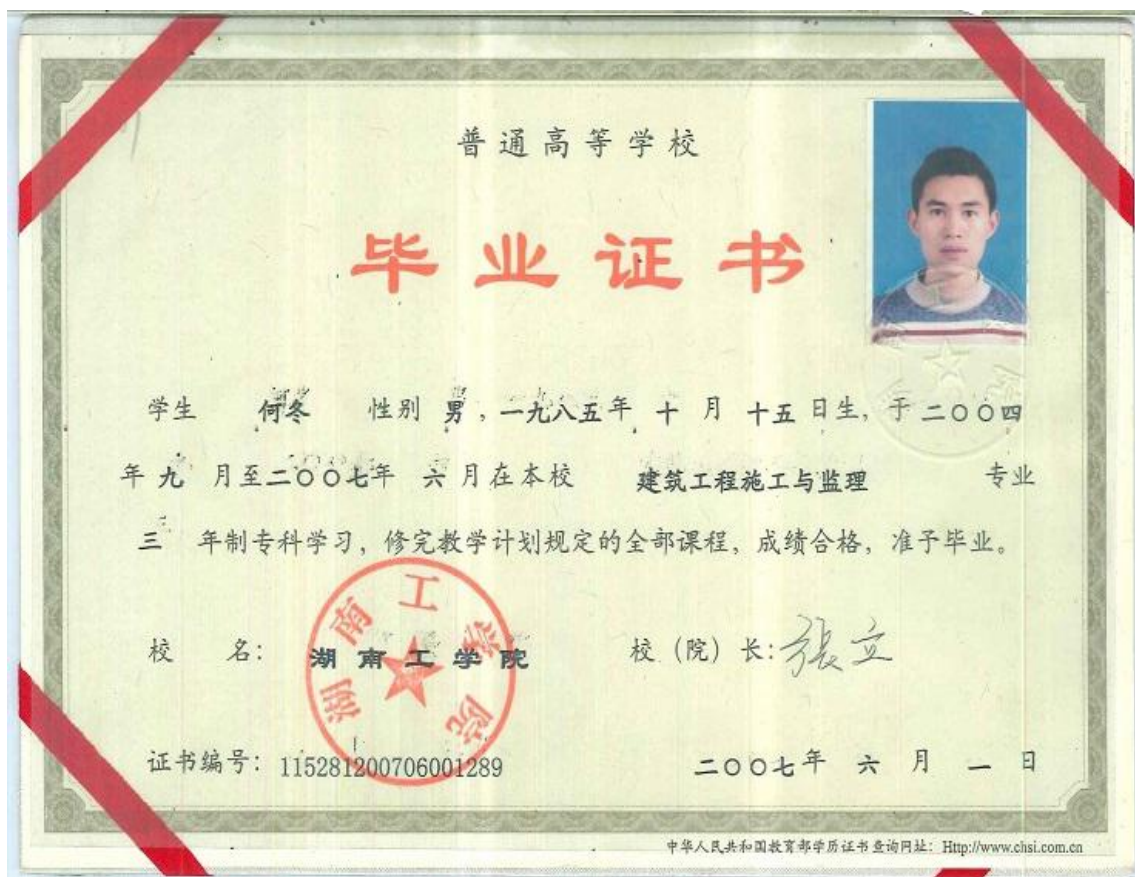 普通高等学校
毕业证书
学生 何冬 性别 男，一九八五年 十 月 十五 日生，于二〇〇四
年 九 月至二〇〇七年 六 月在本校 建筑工程施工与监理 专业
三 年制专科学习，修完教学计划规定的全部课程，成绩合格，准予毕业。
校 名： 湖南工学院 校（院）长：张立
湖南工学院
证书编号：115281200706001289 二〇〇七年 六 月 一 日
中华人民共和国教育部学历证书查询网址：Http://www.chsi.com.cn